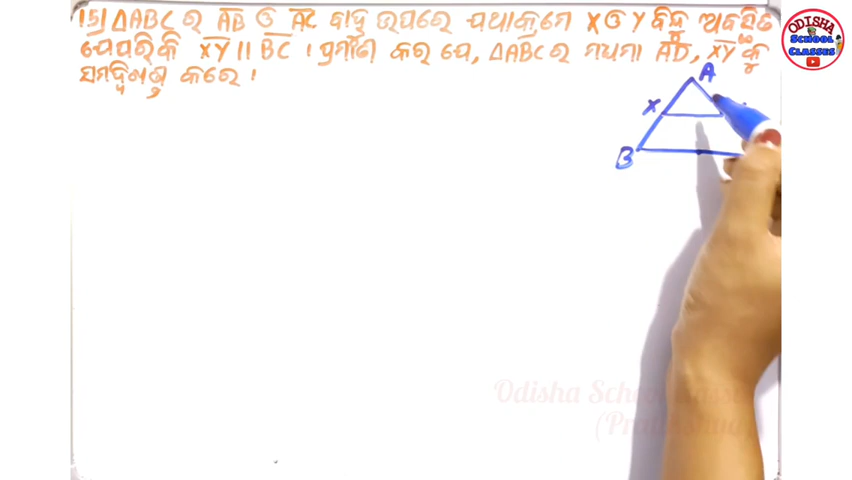 15) ΔABC ର AB ଓ AC ବାହୁ ଉପରେ ଯଥାକ୍ରମେ X ଓ Y ବିନ୍ଦୁ ଅବସ୍ଥିତ
ଯେପରିକି XY || BC । ପ୍ରମାଣ କର ଯେ, ΔABC ର ମଧ୍ୟମା AD, XY କୁ
ସମଦ୍ୱିଖଣ୍ଡ କରେ ।
ODISHA
SCHOOL
CLASSES
A
X
B
Odisha School